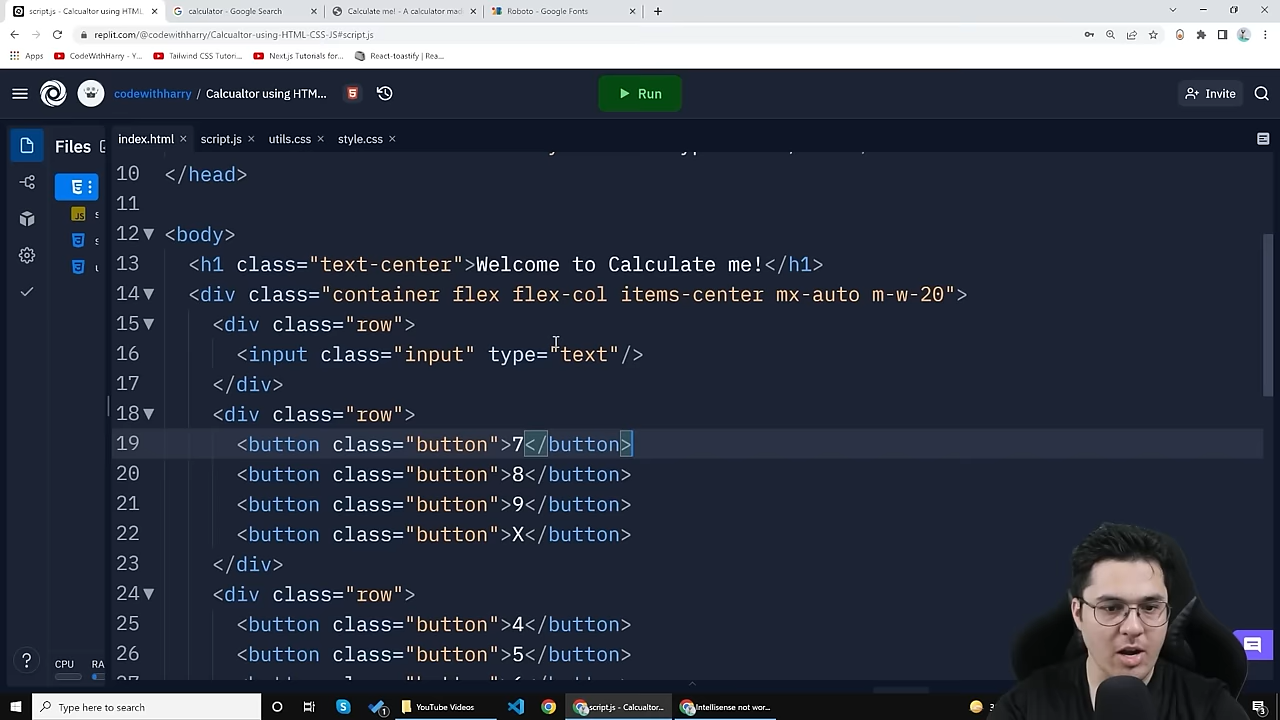 script.js - Calcualtor using HTML
calculator - Google Search
Calculate me! - A calculator mad
Roboto - Google Fonts
replit.com/@codewithharry/Calcualtor-using-HTML-CSS-JS#script.js
Apps
CodeWithHarry - Y...
Tailwind CSS Tutori...
Next.js Tutorials for...
React-toastify | Rea...
codewithharry / Calcualtor using HTM...
Run
Invite
Files
index.html
script.js
utils.css
style.css
10 </head>
11
12 <body>
13 <h1 class="text-center">Welcome to Calculate me!</h1>
14 <div class="container flex flex-col items-center mx-auto m-w-20">
15 <div class="row">
16 <input class="input" type="text"/>
17 </div>
18 <div class="row">
19 <button class="button">7</button>
20 <button class="button">8</button>
21 <button class="button">9</button>
22 <button class="button">X</button>
23 </div>
24 <div class="row">
25 <button class="button">4</button>
26 <button class="button">5</button>
JS s
CPU RA
Type here to search
YouTube Videos
script.js - Calcualtor...
Intellisense not wor...